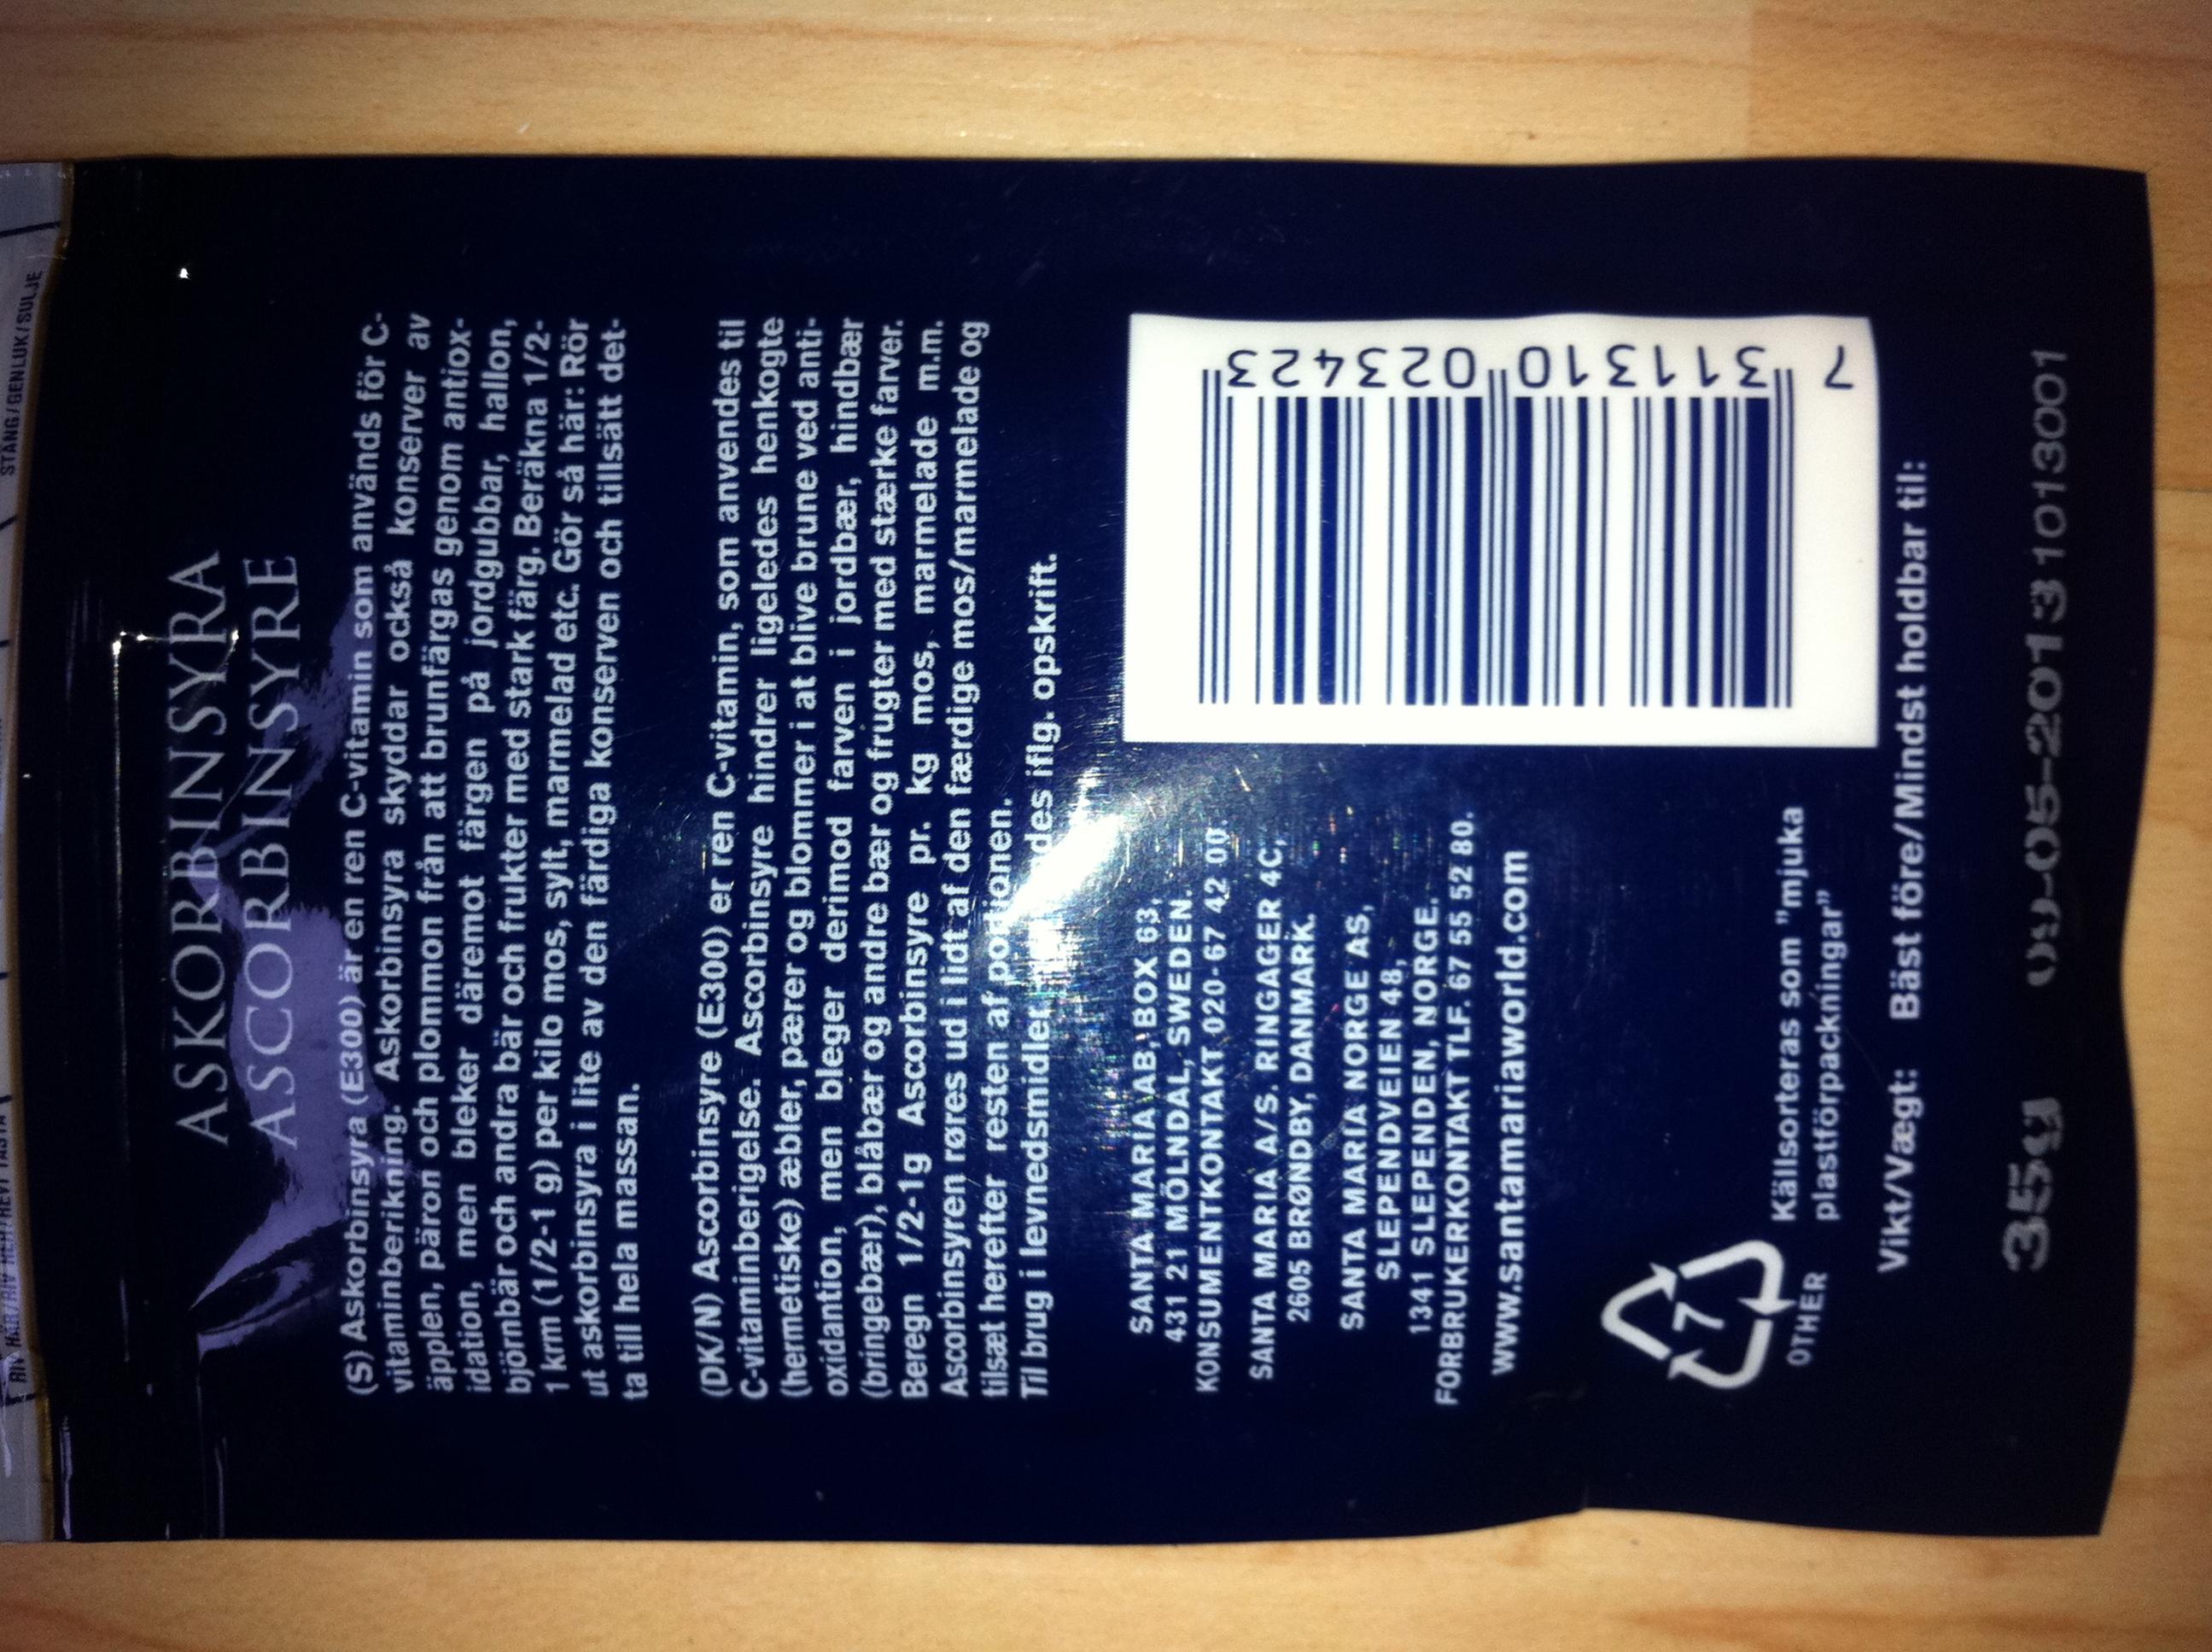 STÄNG/GENLUK/SULJE
ASKORBINSYRA
ASCORBINSYRE
(S) Askorbinsyra (E300) är en ren C-vitamin som används för C-
vitaminberikning. Askorbinsyra skyddar också konserver av
äpplen, päron och plommon från att brunfärgas genom antiox-
idation, men bleker däremot färgen på jordgubbar, hallon,
björnbär och andra bär och frukter med stark färg. Beräkna 1/2-
1 krm (1/2-1 g) per kilo mos, sylt, marmelad etc. Gör så här: Rör
ut askorbinsyra i lite av den färdiga konserven och tillsätt det-
ta till hela massan.
(DK/N) Ascorbinsyre (E300) er ren C-vitamin, som anvendes til
C-vitaminberigelse. Ascorbinsyre hindrer ligeledes henkogte
(hermetiske) æbler, pærer og blommer i at blive brune ved anti-
oxidantion, men bleger derimod farven i jordbær, hindbær
(bringebær), blåbær og andre bær og frugter med stærke farver.
Beregn 1/2-1g Ascorbinsyre pr. kg mos, marmelade m.m.
Ascorbinsyren røres ud i lidt af den færdige mos/marmelade og
tilsæt herefter resten af portionen.
Til brug i levnedsmidler iflg. opskrift.
SANTA MARIA AB, BOX 63,
431 21 MÖLNDAL, SWEDEN.
KONSUMENTKONTAKT 020-67 42 00.
SANTA MARIA A/S. RINGAGER 4C,
2605 BRØNDBY, DANMARK.
SANTA MARIA NORGE AS,
SLEPENDVEIEN 48,
1341 SLEPENDEN, NORGE.
FORBRUKERKONTAKT TLF. 67 55 52 80.
www.santamariaworld.com
7 311310 023423
7
OTHER
Källsorteras som "mjuka
plastförpackningar"
Vikt/Vægt: Bäst före/Mindst holdbar til:
35g 09-05-2013 1013001